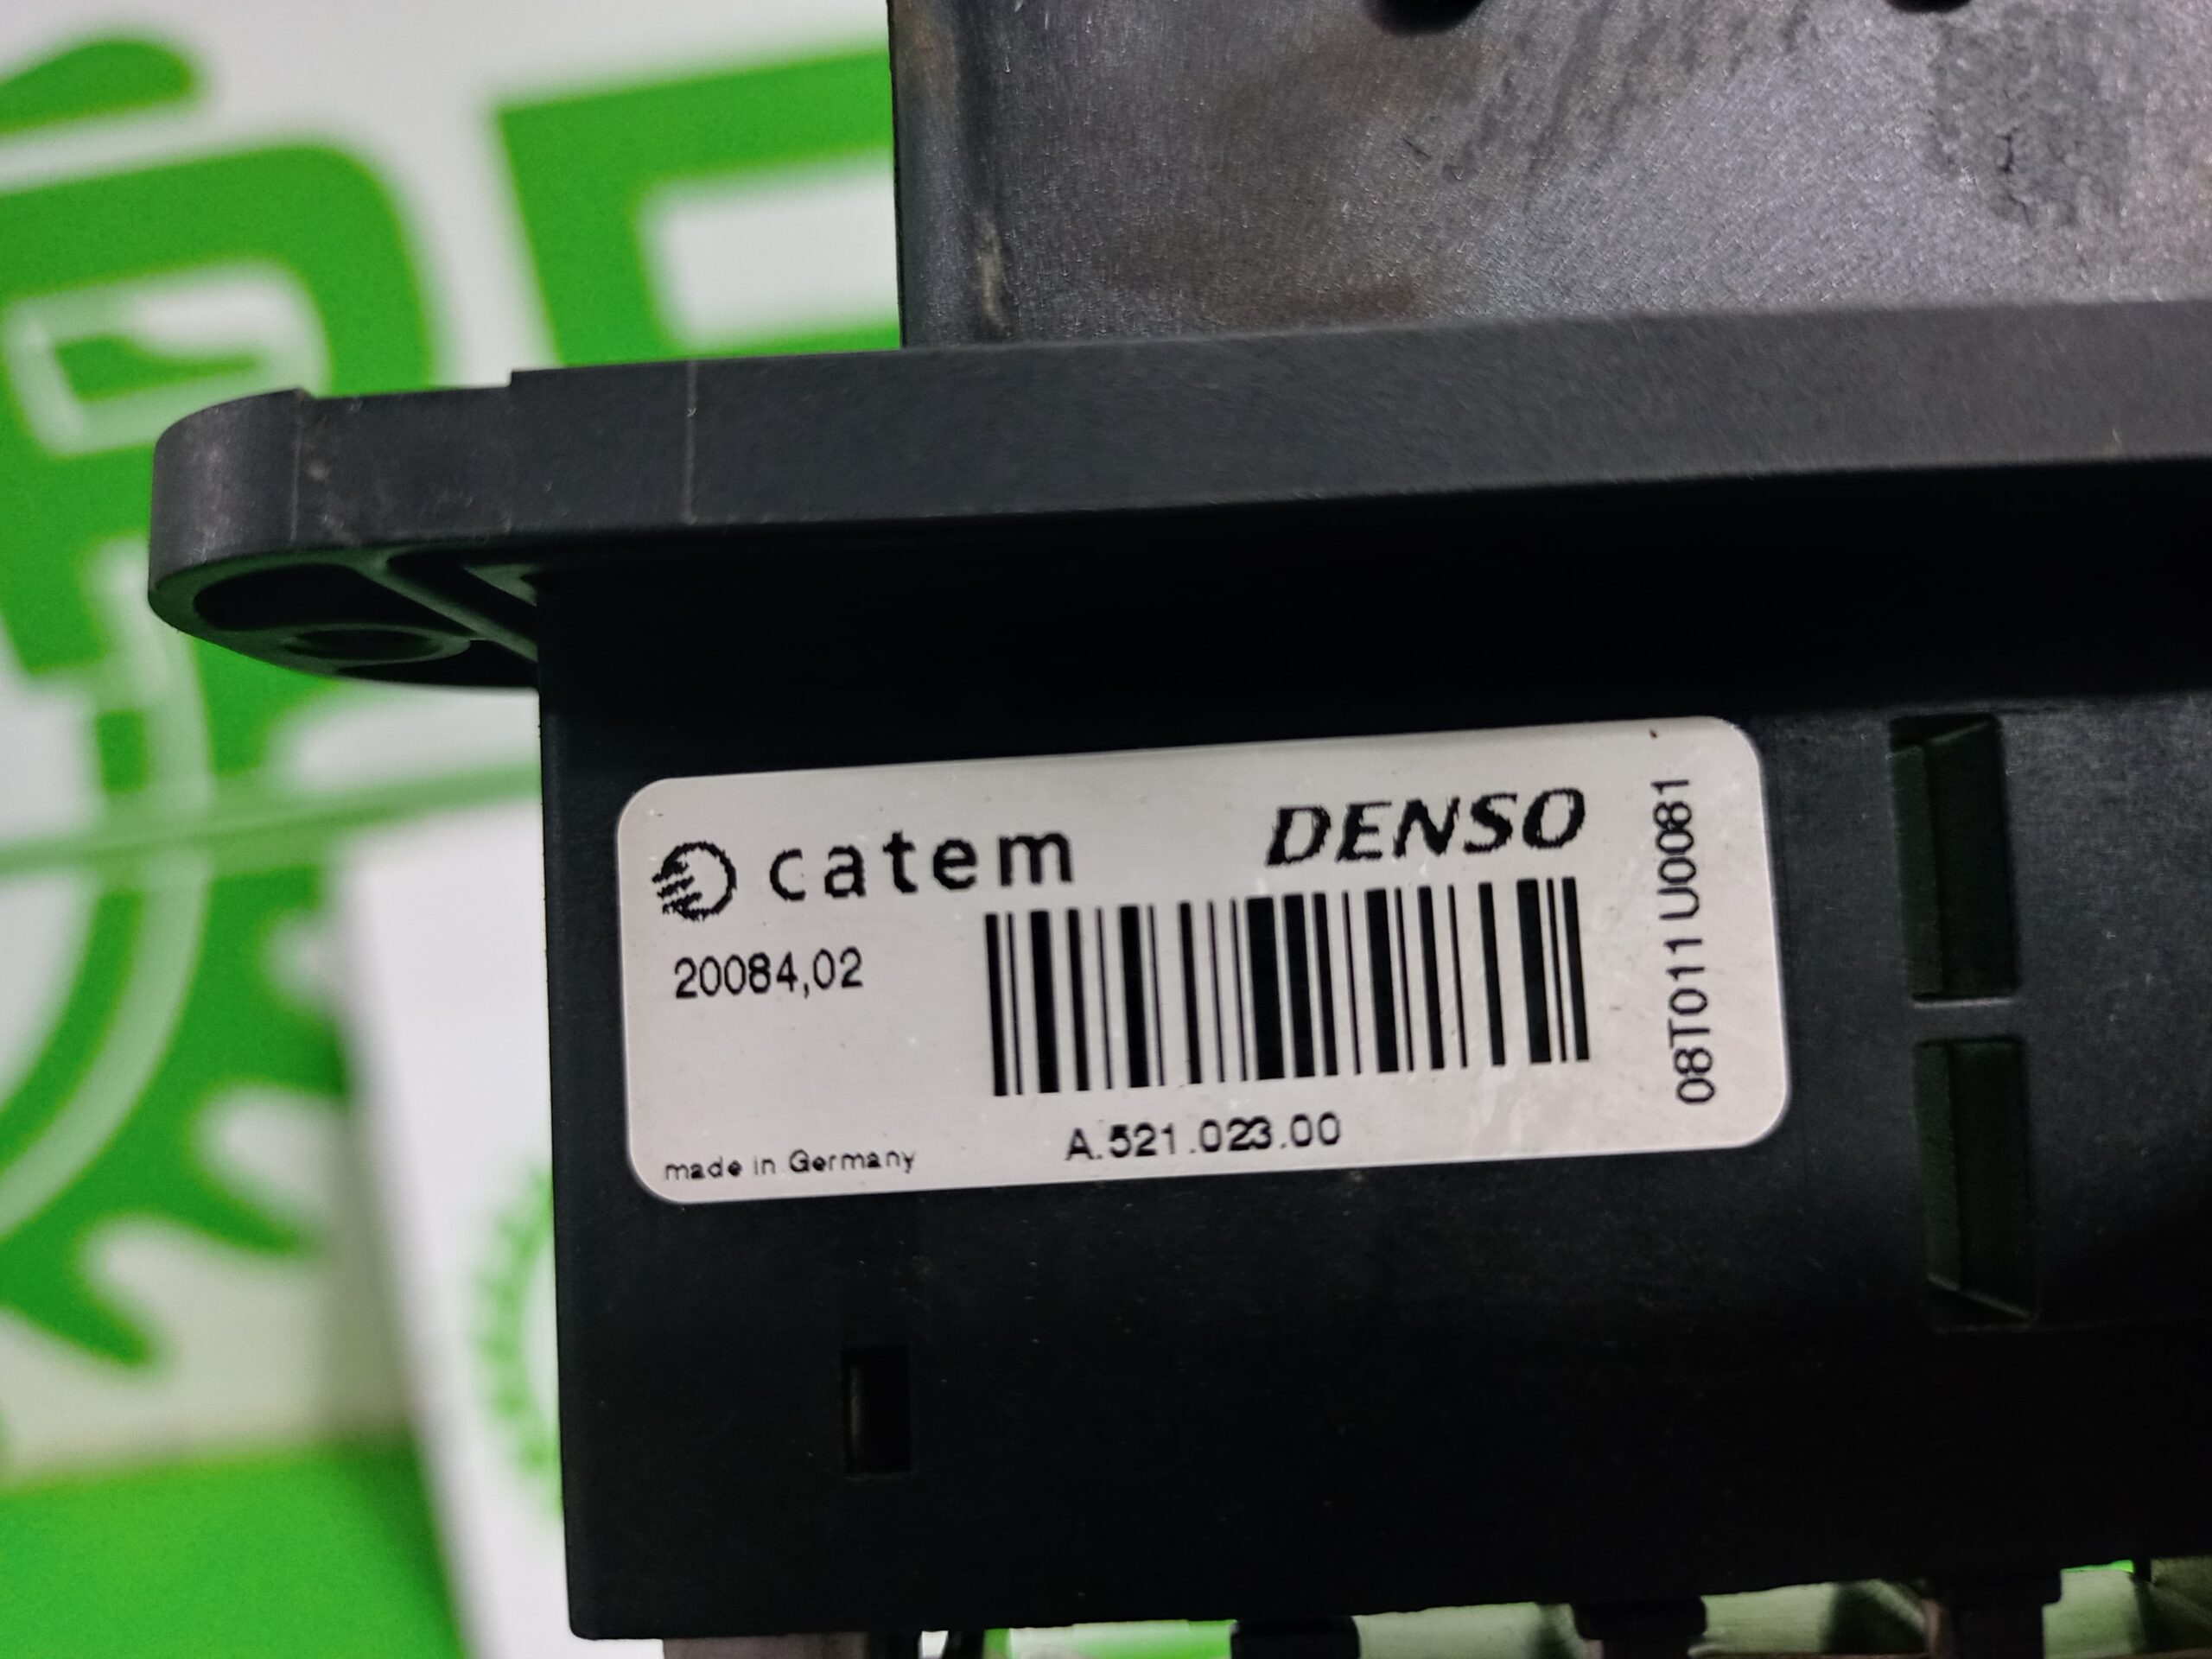 catem
DENSO
20084,02
A.521.023.00
made in Germany
08T011 U0081